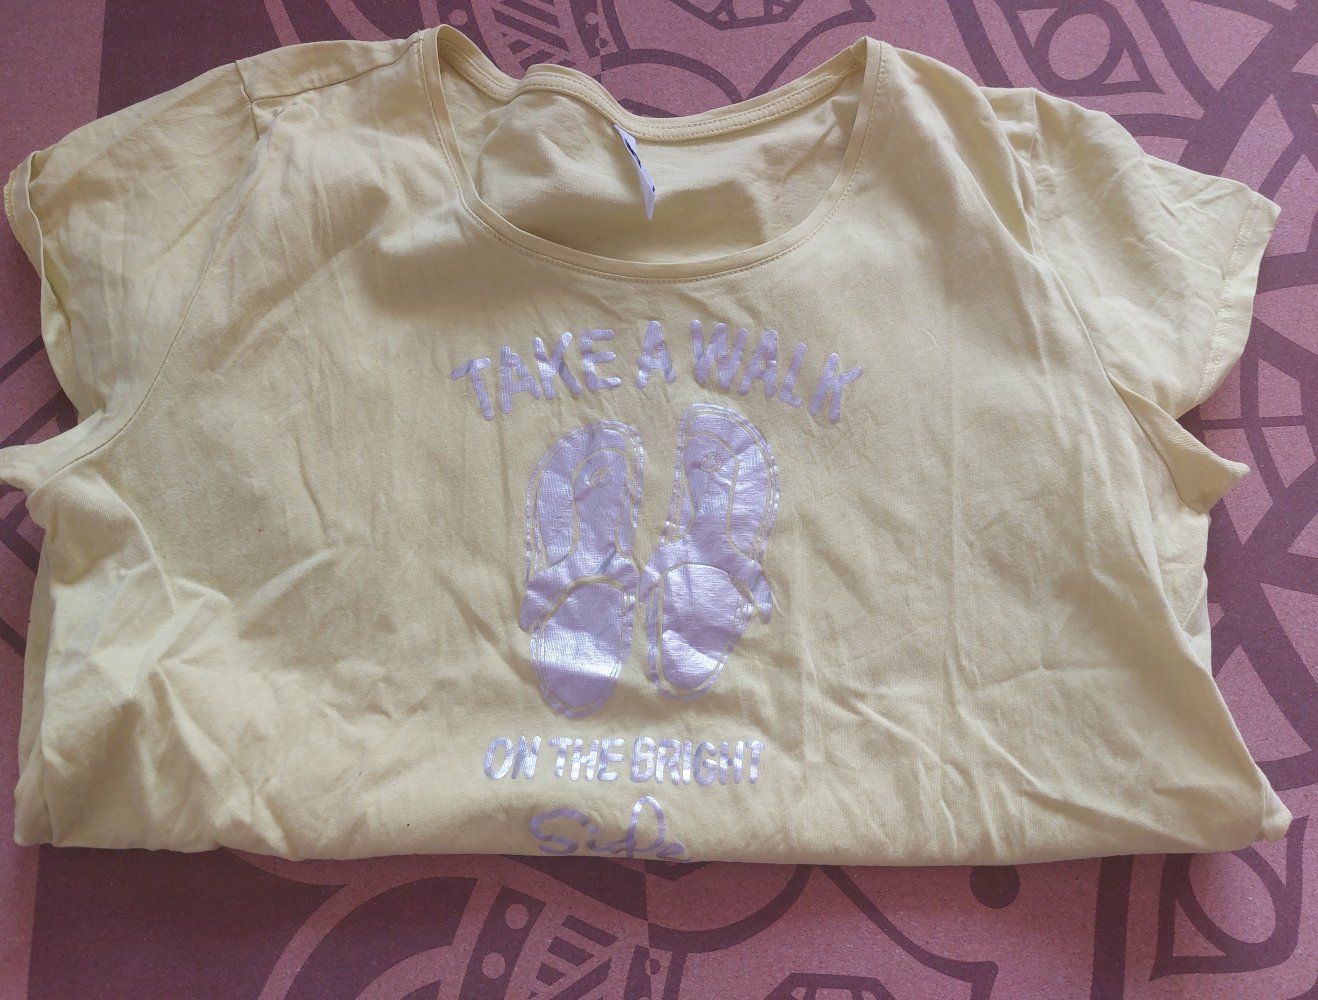 TAKE A WALK
ON THE BRIGHT
Side